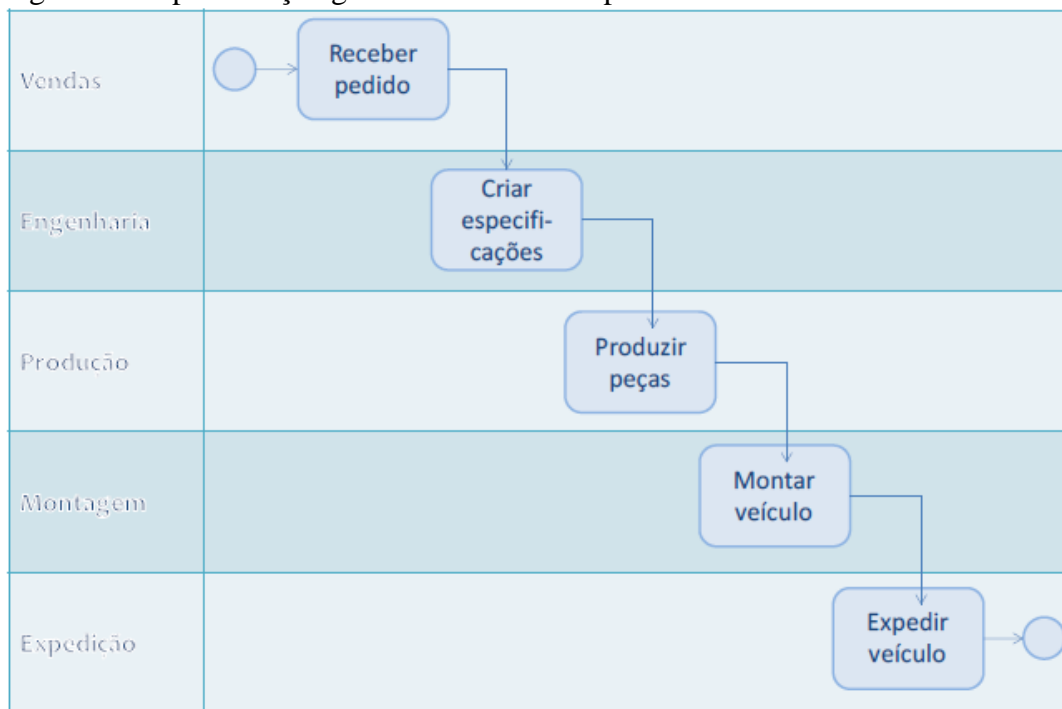 Vendas
Receber
pedido
Engenharia
Criar
especifi-
cações
Produção
Produzir
peças
Montagem
Montar
veículo
Expedição
Expedir
veículo